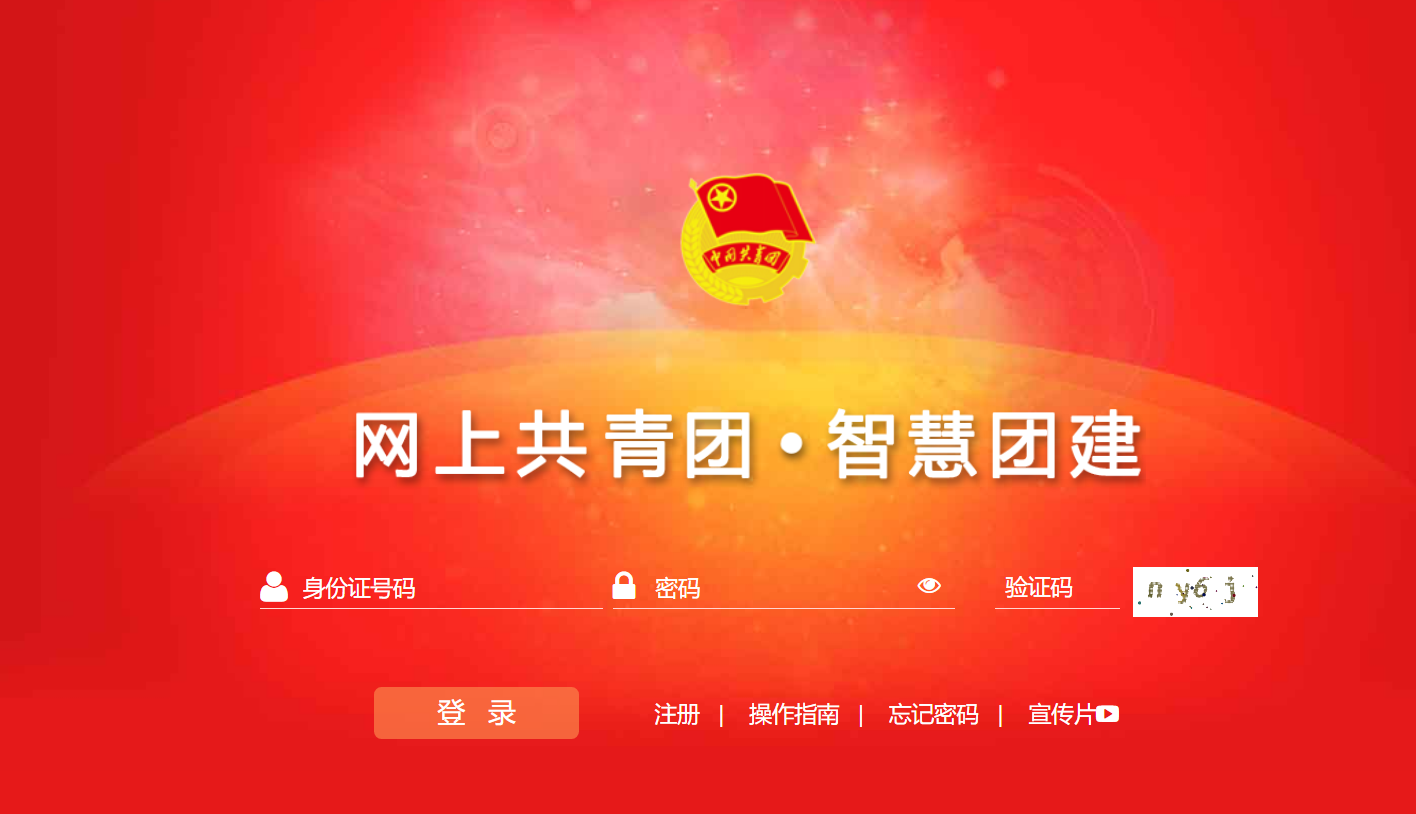 中国共青团
网上共青团·智慧团建
身份证号码 密码 验证码 ny6j
登 录 注册 | 操作指南 | 忘记密码 | 宣传片